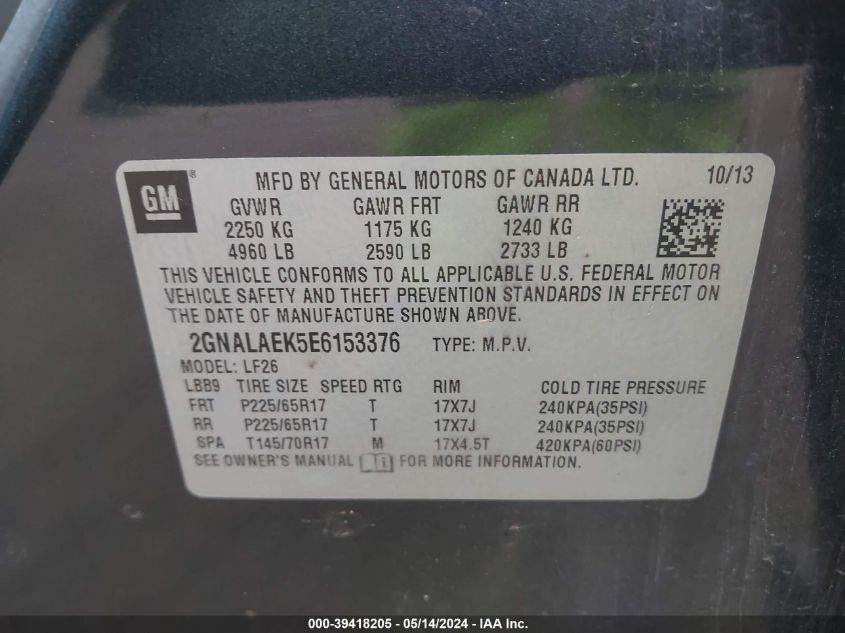 GM ® MFD BY GENERAL MOTORS OF CANADA LTD. 10/13
GVWR GAWR FRT GAWR RR
2250 KG 1175 KG 1240 KG
4960 LB 2590 LB 2733 LB
THIS VEHICLE CONFORMS TO ALL APPLICABLE U.S. FEDERAL MOTOR
VEHICLE SAFETY AND THEFT PREVENTION STANDARDS IN EFFECT ON
THE DATE OF MANUFACTURE SHOWN ABOVE.
2GNALAEK5E6153376 TYPE: M.P.V.
MODEL: LF26
LBB9 TIRE SIZE SPEED RTG RIM COLD TIRE PRESSURE
FRT P225/65R17 T 17X7J 240KPA(35PSI)
RR P225/65R17 T 17X7J 240KPA(35PSI)
SPA T145/70R17 M 17X4.5T 420KPA(60PSI)
SEE OWNER'S MANUAL FOR MORE INFORMATION.
000-39418205 - 05/14/2024 - IAA Inc.